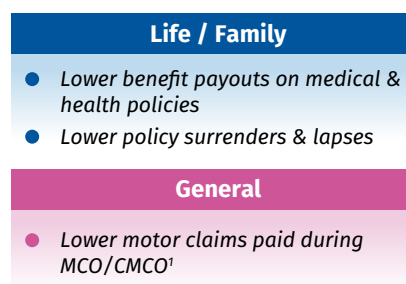 Life / Family
● Lower benefit payouts on medical &
health policies
● Lower policy surrenders & lapses
General
● Lower motor claims paid during
MCO/CMCO¹